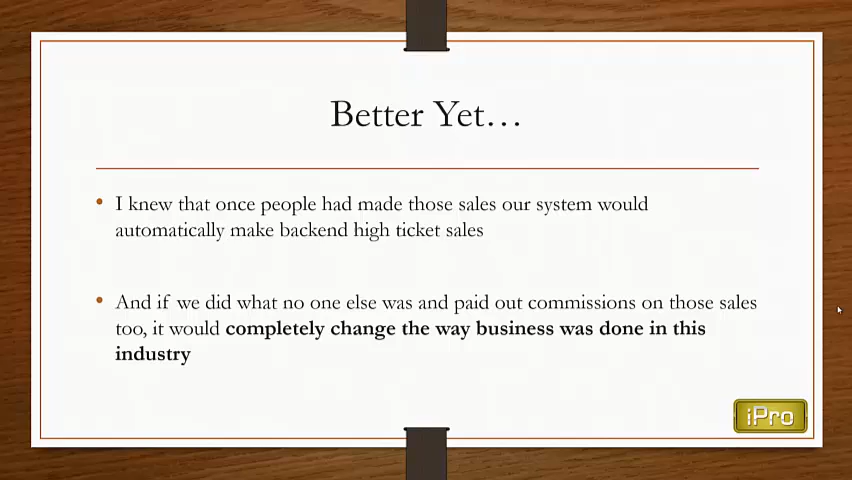 Better Yet…
• I knew that once people had made those sales our system would
automatically make backend high ticket sales
• And if we did what no one else was and paid out commissions on those sales
too, it would completely change the way business was done in this
industry
iPro